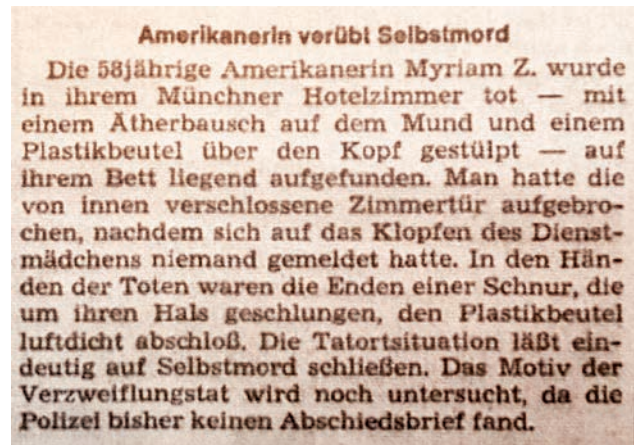 Amerikanerin verübt Selbstmord
Die 58jährige Amerikanerin Myriam Z. wurde
in ihrem Münchner Hotelzimmer tot — mit
einem Ätherbausch auf dem Mund und einem
Plastikbeutel über den Kopf gestülpt — auf
ihrem Bett liegend aufgefunden. Man hatte die
von innen verschlossene Zimmertür aufgebro-
chen, nachdem sich auf das Klopfen des Dienst-
mädchens niemand gemeldet hatte. In den Hän-
den der Toten waren die Enden einer Schnur, die
um ihren Hals geschlungen, den Plastikbeutel
luftdicht abschloß. Die Tatortsituation läßt ein-
deutig auf Selbstmord schließen. Das Motiv der
Verzweiflungstat wird noch untersucht, da die
Polizei bisher keinen Abschiedsbrief fand.